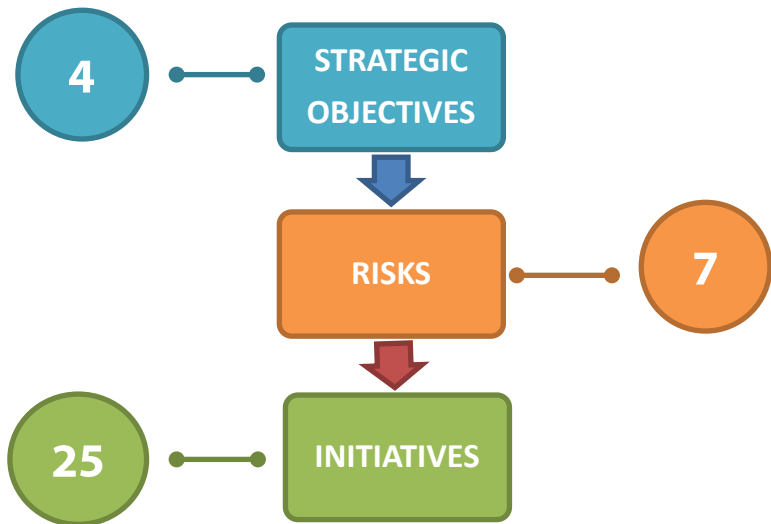 4
STRATEGIC
OBJECTIVES
RISKS
7
25
INITIATIVES